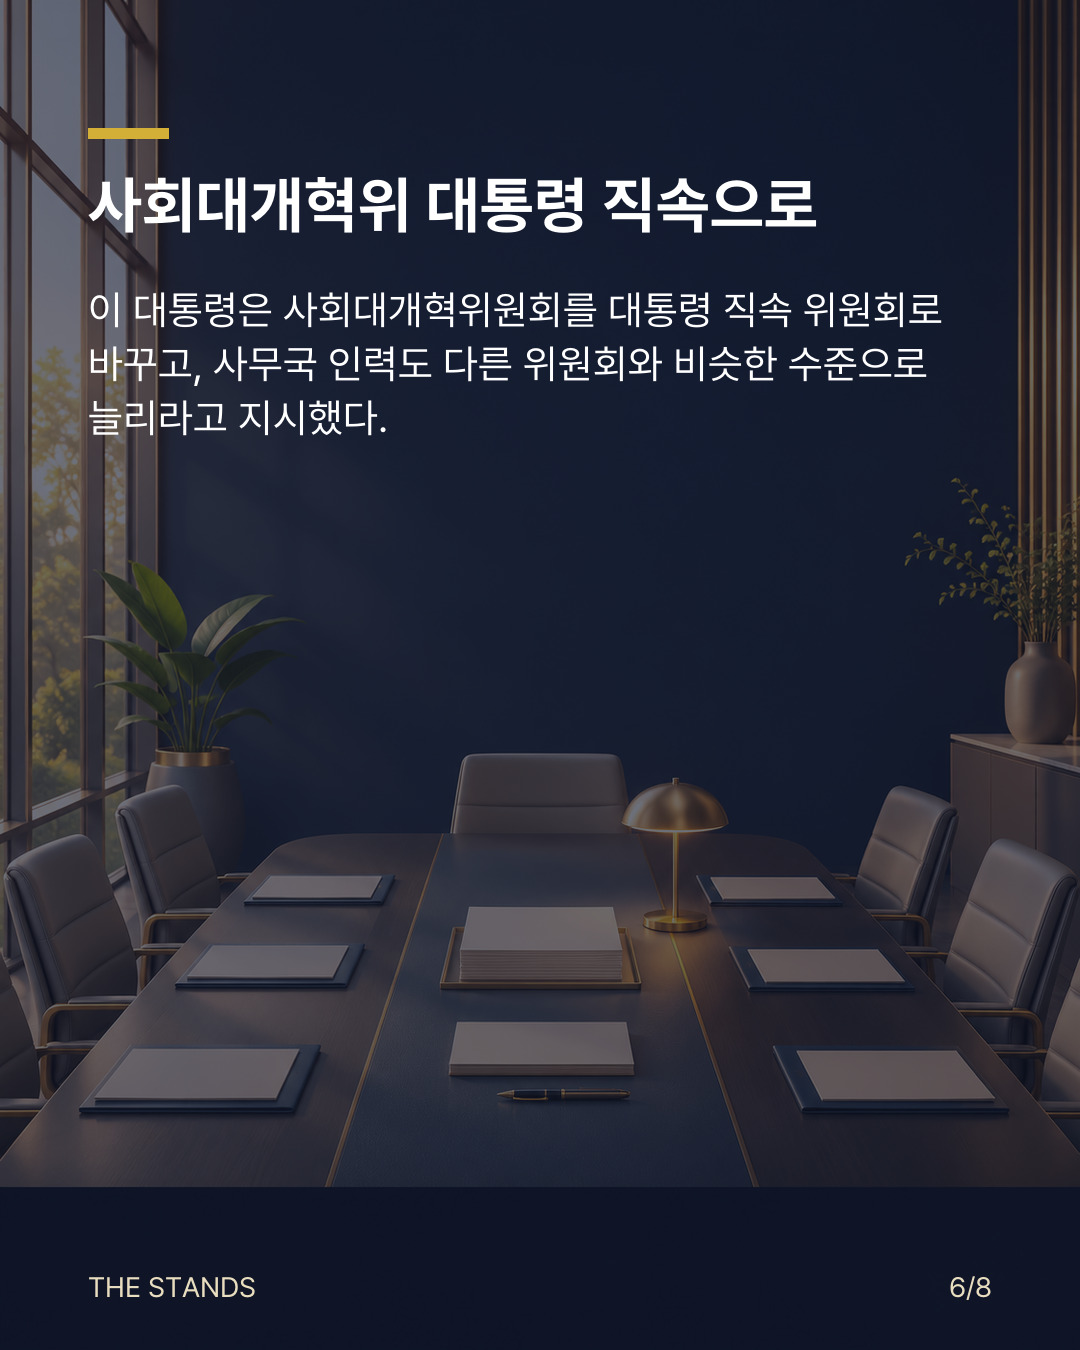 사회대개혁위 대통령 직속으로
이 대통령은 사회대개혁위원회를 대통령 직속 위원회로
바꾸고, 사무국 인력도 다른 위원회와 비슷한 수준으로
늘리라고 지시했다.
THE STANDS
6/8